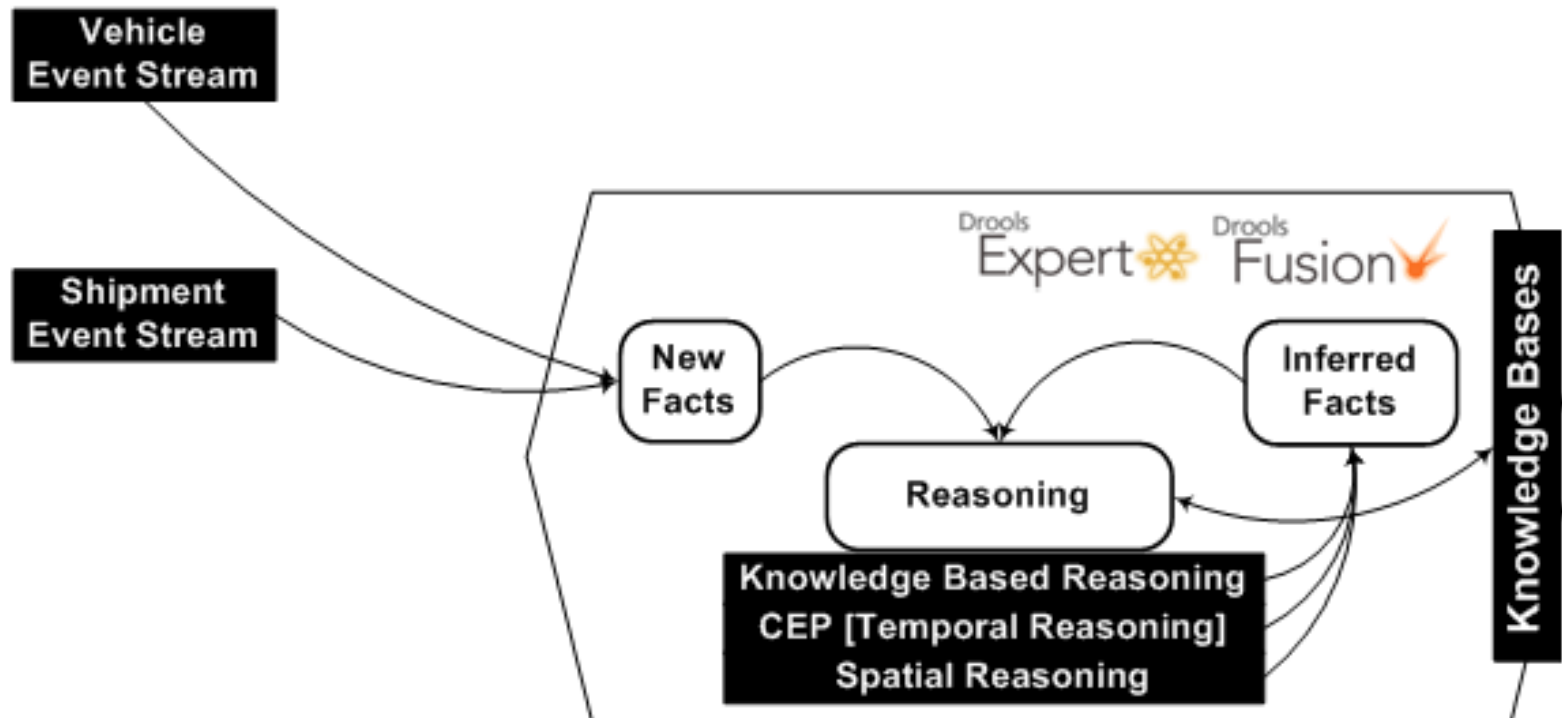 Vehicle
Event Stream
Drools
Expert
Drools
Fusion
Shipment
Event Stream
New
Facts
Inferred
Facts
Knowledge Bases
Reasoning
Knowledge Based Reasoning
CEP [Temporal Reasoning]
Spatial Reasoning